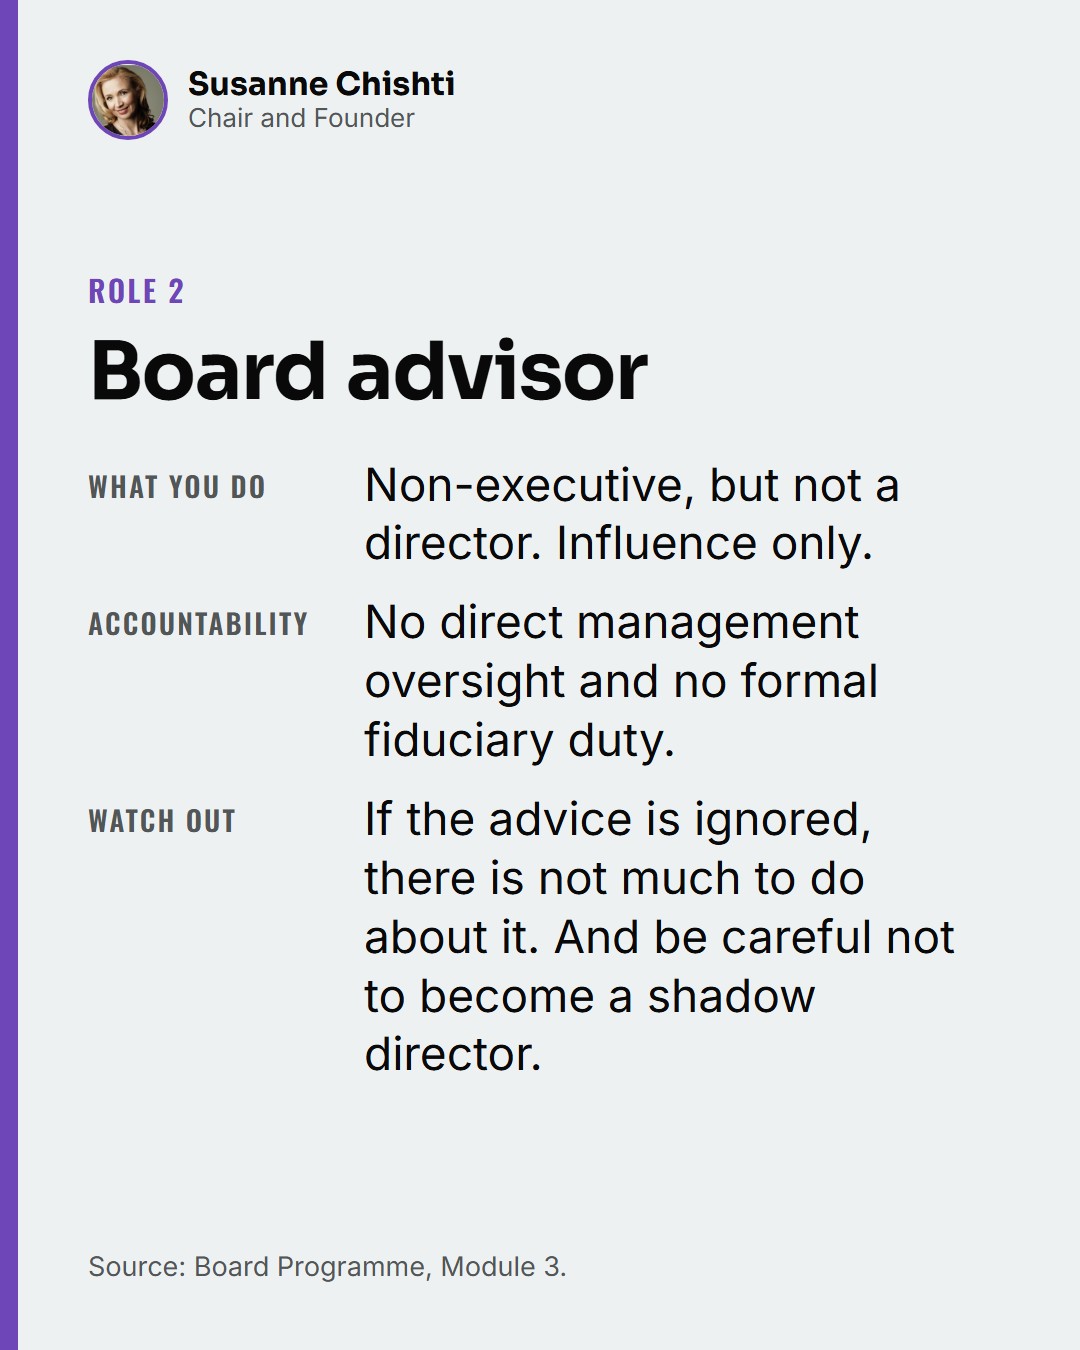 Susanne Chishti
Chair and Founder
ROLE 2
Board advisor
WHAT YOU DO
Non-executive, but not a
director. Influence only.
ACCOUNTABILITY
No direct management
oversight and no formal
fiduciary duty.
WATCH OUT
If the advice is ignored,
there is not much to do
about it. And be careful not
to become a shadow
director.
Source: Board Programme, Module 3.